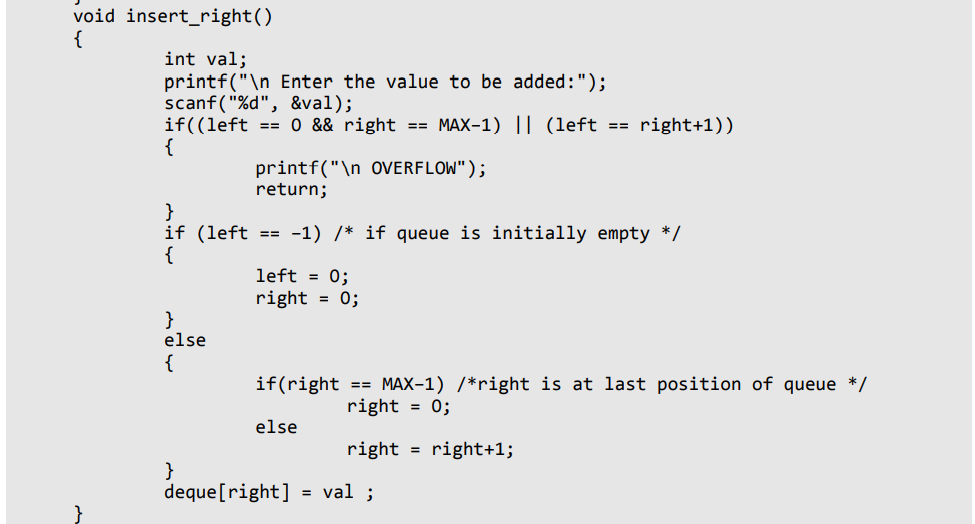 void insert_right()
{
int val;
printf("\n Enter the value to be added:");
scanf("%d", &val);
if((left == 0 && right == MAX–1) || (left == right+1))
{
printf("\n OVERFLOW");
return;
}
if (left == –1) /* if queue is initially empty */
{
left = 0;
right = 0;
}
else
{
if(right == MAX–1) /*right is at last position of queue */
right = 0;
else
right = right+1;
}
deque[right] = val ;
}